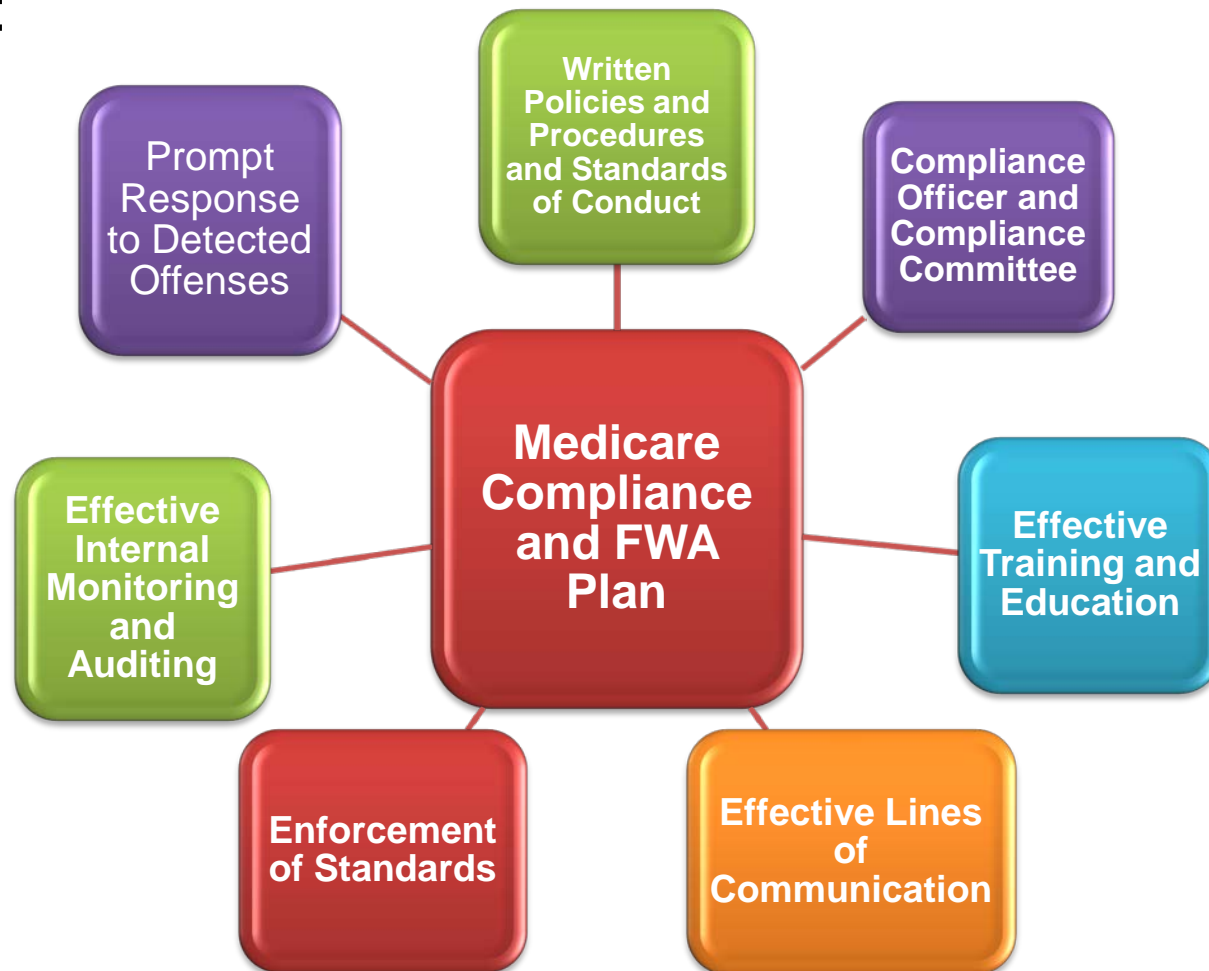 Written
Policies and
Procedures
and Standards
of Conduct
Compliance
Officer and
Compliance
Committee
Effective
Training and
Education
Effective Lines
of
Communication
Enforcement
of Standards
Effective
Internal
Monitoring
and
Auditing
Prompt
Response
to Detected
Offenses
Medicare
Compliance
and FWA
Plan